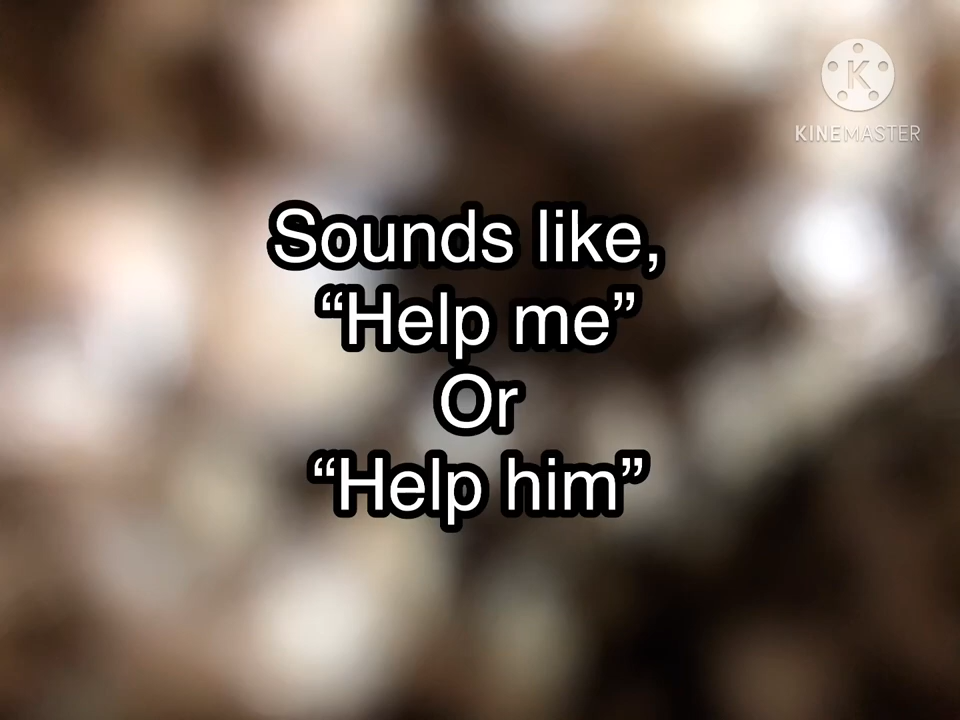 KINEMASTER
Sounds like,
“Help me”
Or
“Help him”